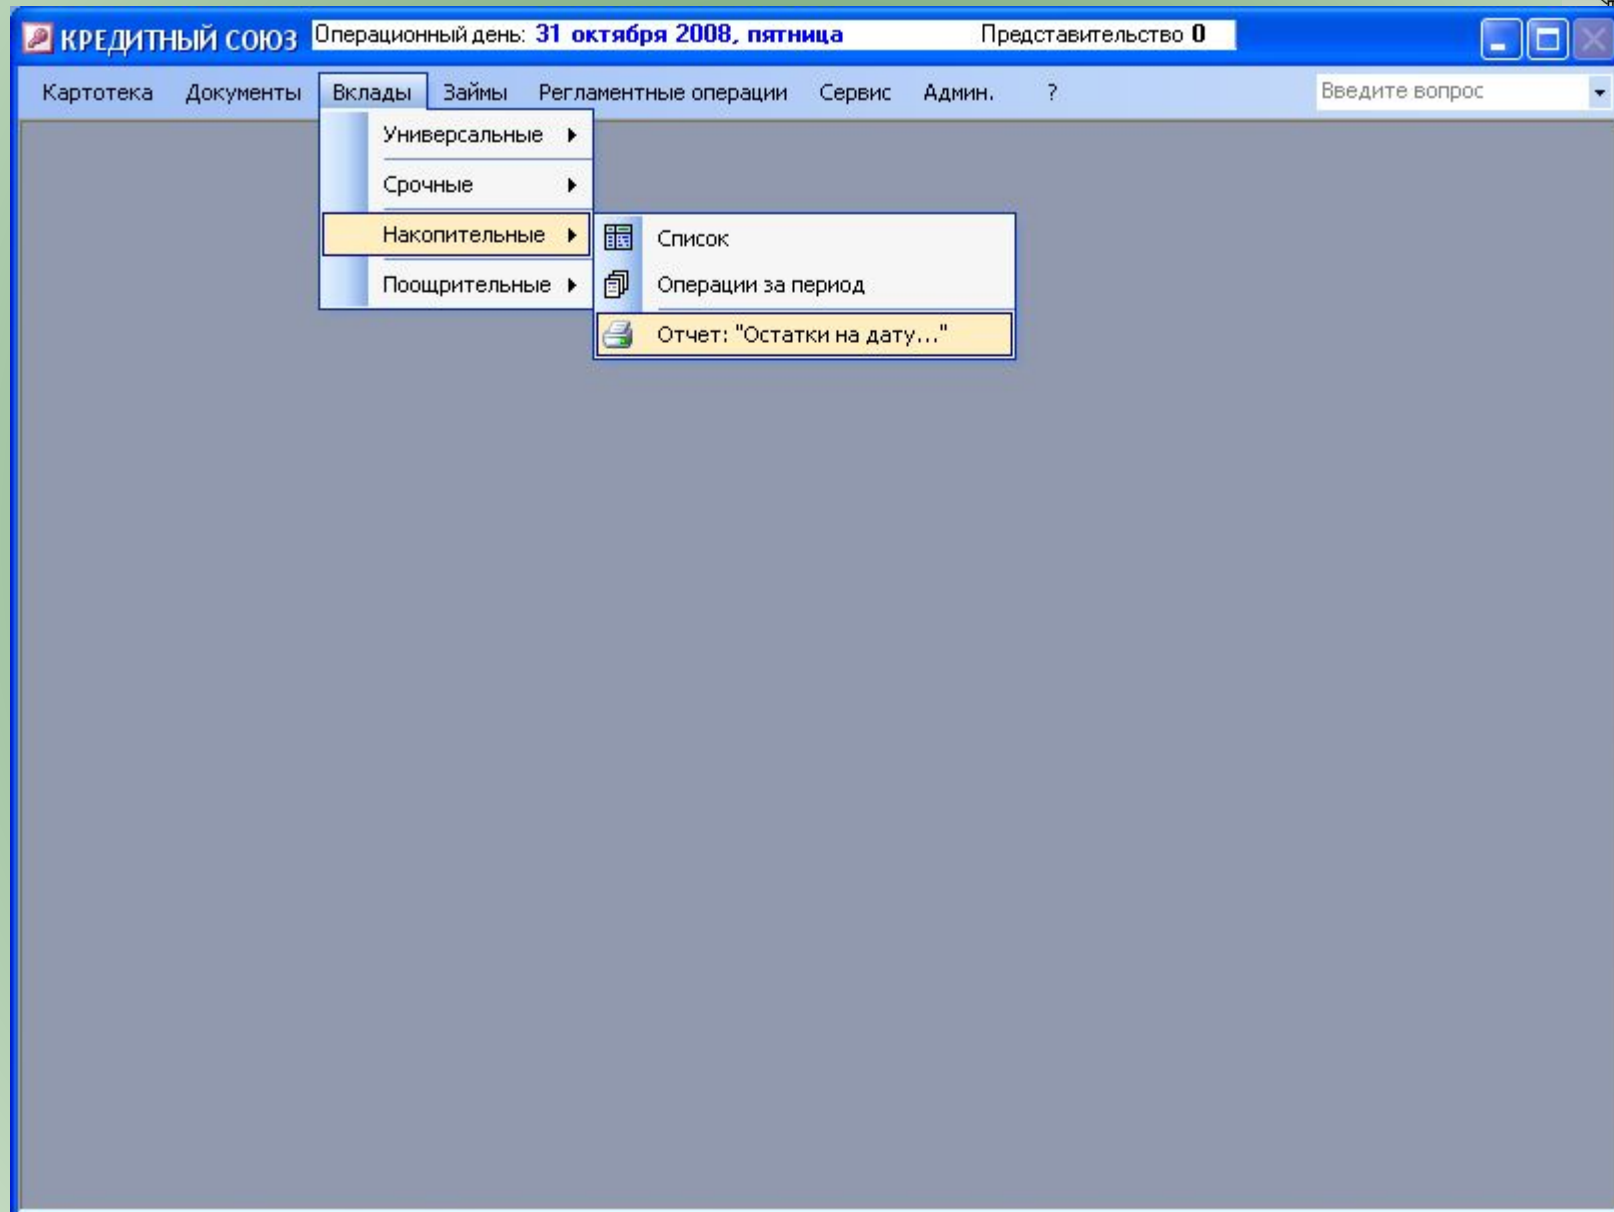 КРЕДИТНЫЙ СОЮЗ Операционный день: 31 октября 2008, пятница Представительство 0
Картотека Документы Вклады Займы Регламентные операции Сервис Админ. ? Введите вопрос
Универсальные
Срочные
Накопительные
Поощрительные
Список
Операции за период
Отчет: "Остатки на дату..."